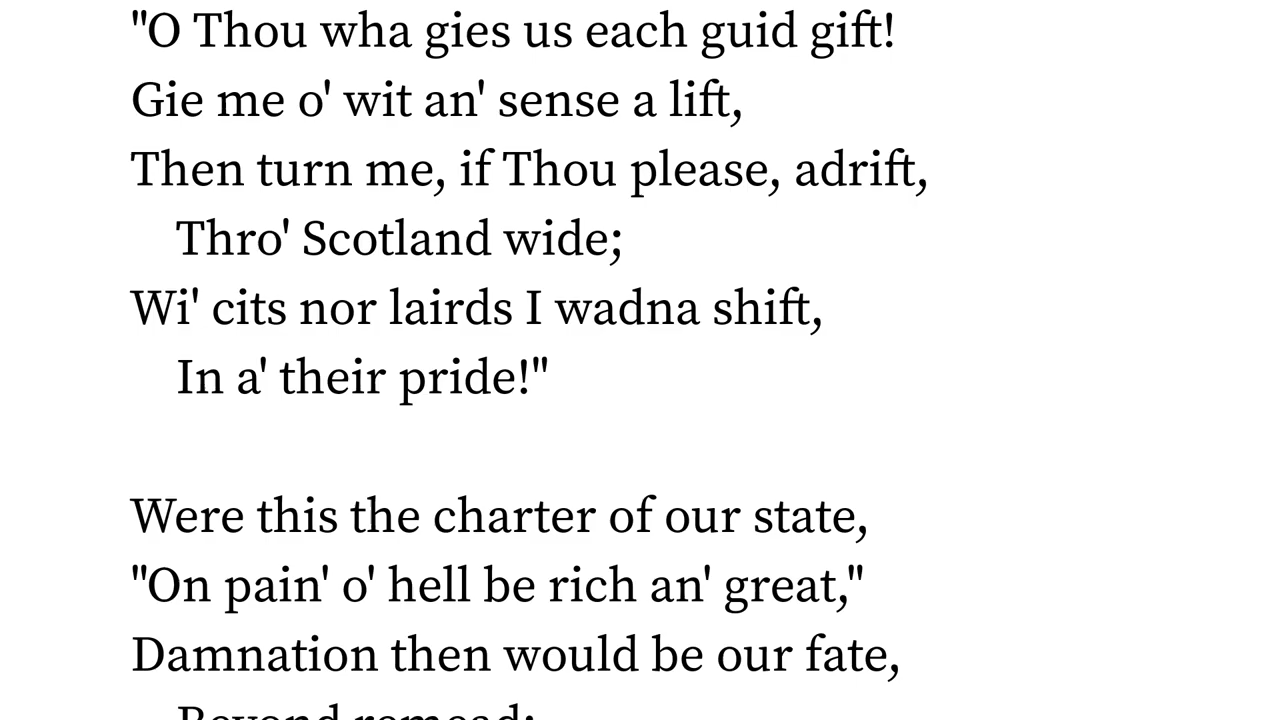 "O Thou wha gies us each guid gift!
Gie me o' wit an' sense a lift,
Then turn me, if Thou please, adrift,
Thro' Scotland wide;
Wi' cits nor lairds I wadna shift,
In a' their pride!"

Were this the charter of our state,
"On pain' o' hell be rich an' great,"
Damnation then would be our fate,
Beyond remead;